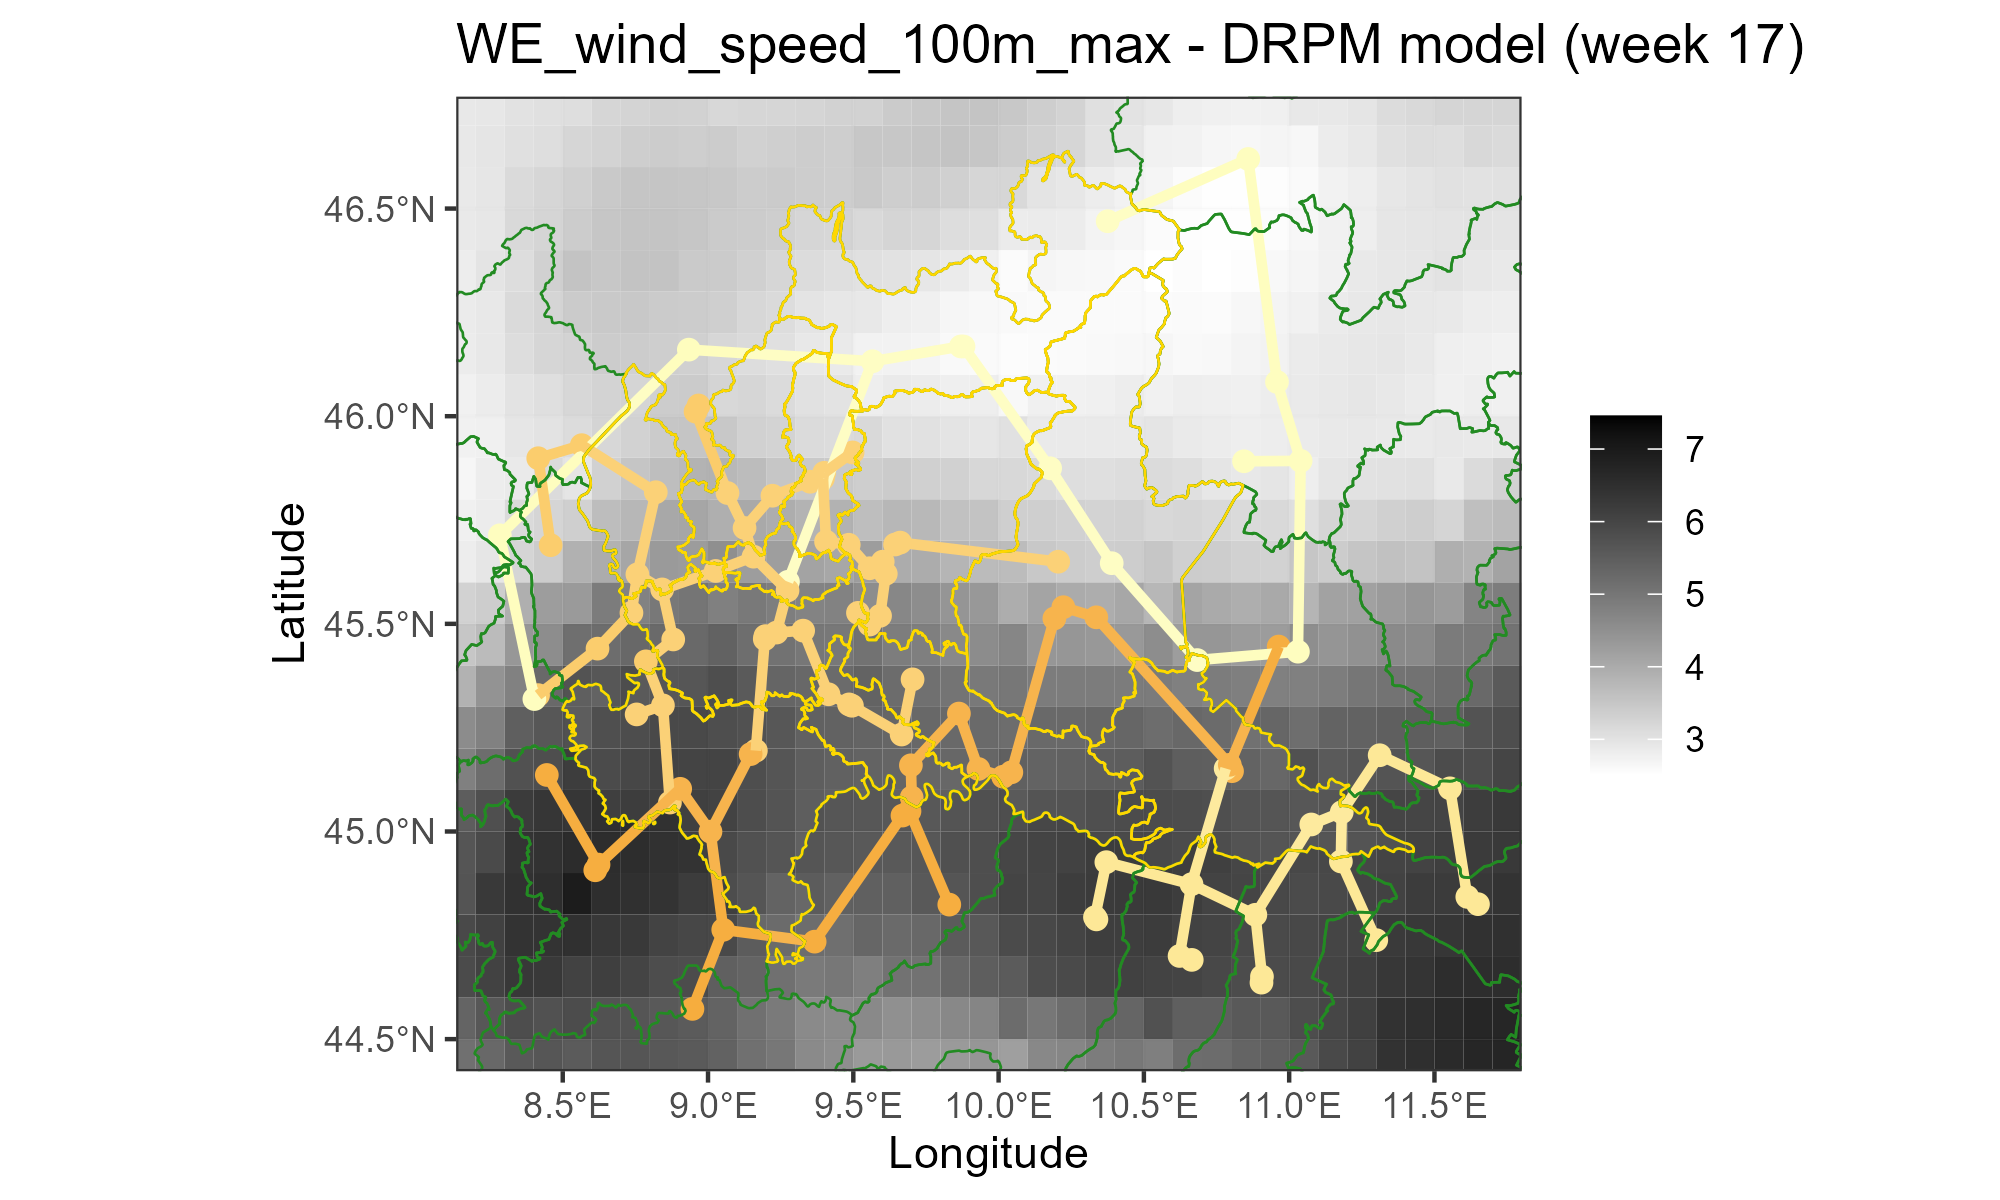 WE_wind_speed_100m_max - DRPM model (week 17)
46.5°N
46.0°N
45.5°N
45.0°N
44.5°N
Latitude
8.5°E 9.0°E 9.5°E 10.0°E 10.5°E 11.0°E 11.5°E
Longitude
7
6
5
4
3